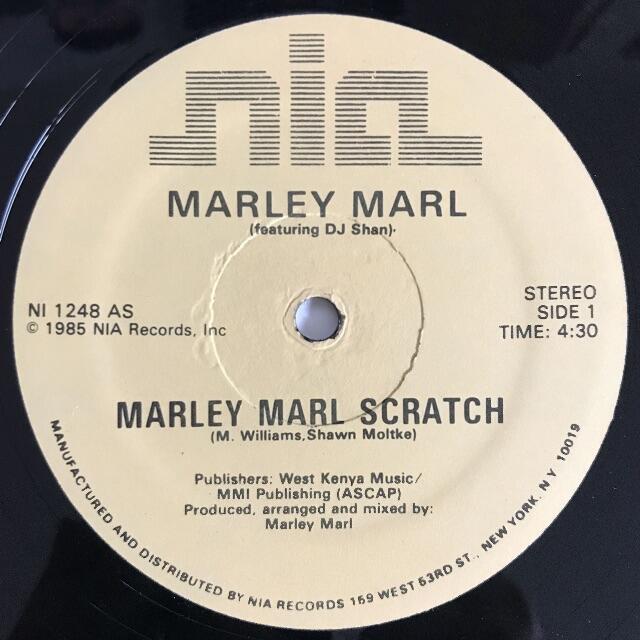 nia
MARLEY MARL
(featuring DJ Shan)·
NI 1248 AS
© 1985 NIA Records, Inc
STEREO
SIDE 1
TIME: 4:30
MARLEY MARL SCRATCH
(M. Williams,Shawn Moltke)
Publishers: West Kenya Music/
MMI Publishing (ASCAP)
Produced, arranged and mixed by:
Marley Marl
MANUFACTURED AND DISTRIBUTED BY NIA RECORDS 159 WEST 53RD ST., NEW YORK. N Y 10019